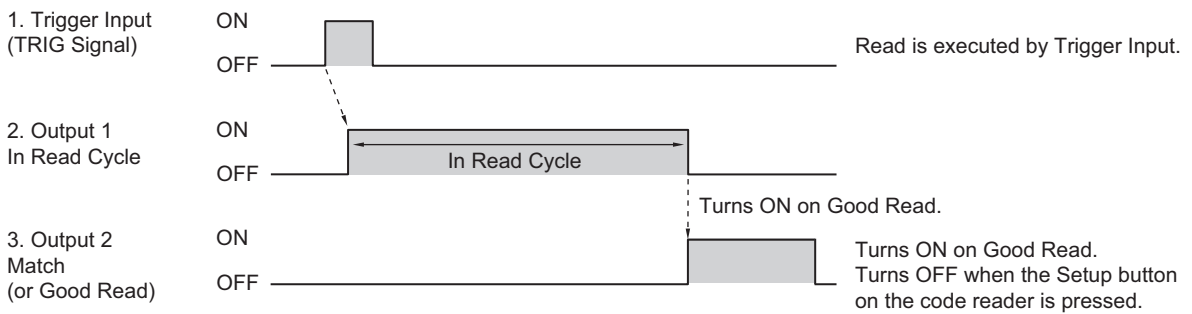 1. Trigger Input
(TRIG Signal)
ON
OFF
Read is executed by Trigger Input.
2. Output 1
In Read Cycle
ON
OFF
In Read Cycle
Turns ON on Good Read.
3. Output 2
Match
(or Good Read)
ON
OFF
Turns ON on Good Read.
Turns OFF when the Setup button
on the code reader is pressed.